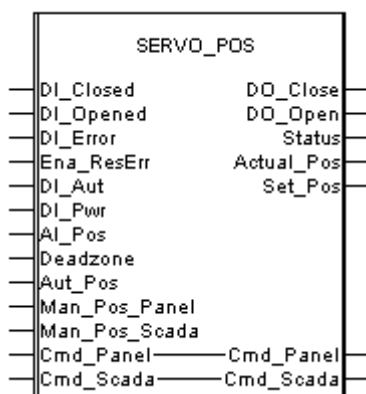 SERVO_POS
DI_Closed DO_Close
DI_Opened DO_Open
DI_Error Status
Ena_ResErr Actual_Pos
DI_Aut Set_Pos
DI_Pwr
AI_Pos
Deadzone
Aut_Pos
Man_Pos_Panel
Man_Pos_Scada
Cmd_Panel Cmd_Panel
Cmd_Scada Cmd_Scada